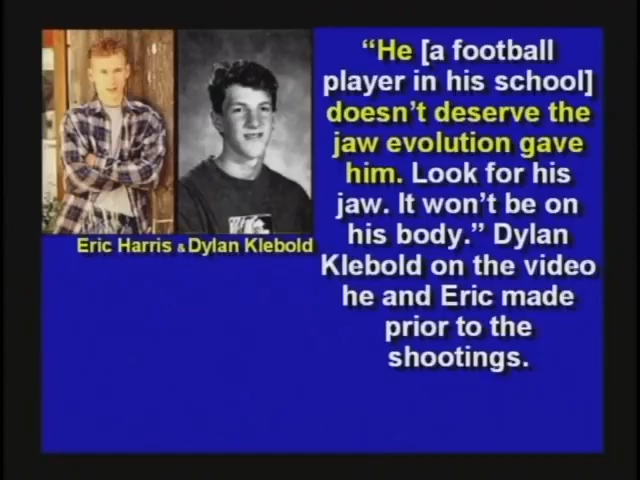 Eric Harris & Dylan Klebold
“He [a football
player in his school]
doesn’t deserve the
jaw evolution gave
him. Look for his
jaw. It won’t be on
his body.” Dylan
Klebold on the video
he and Eric made
prior to the
shootings.